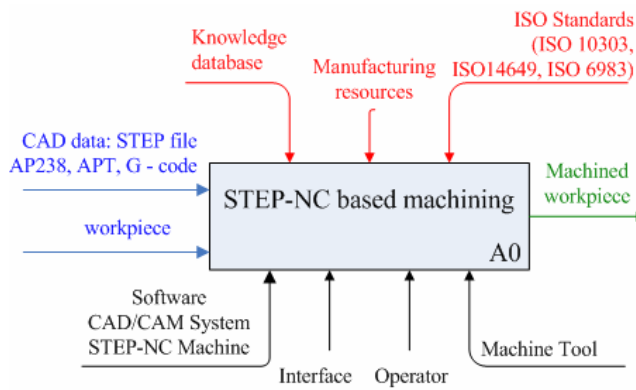 ISO Standards
(ISO 10303,
ISO14649, ISO 6983)
Knowledge
database
Manufacturing
resources
CAD data: STEP file
AP238, APT, G - code
workpiece
STEP-NC based machining
A0
Machined
workpiece
Software
CAD/CAM System
STEP-NC Machine
Interface
Operator
Machine Tool